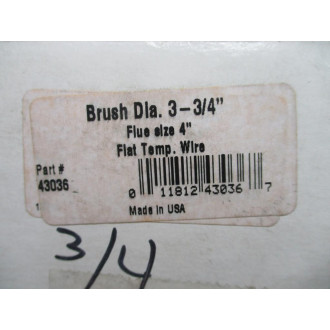 Brush Dia. 3-3/4"
Flue size 4"
Flat Temp. Wire
Part #
43036
0 11812 43036 7
Made in USA
3/4